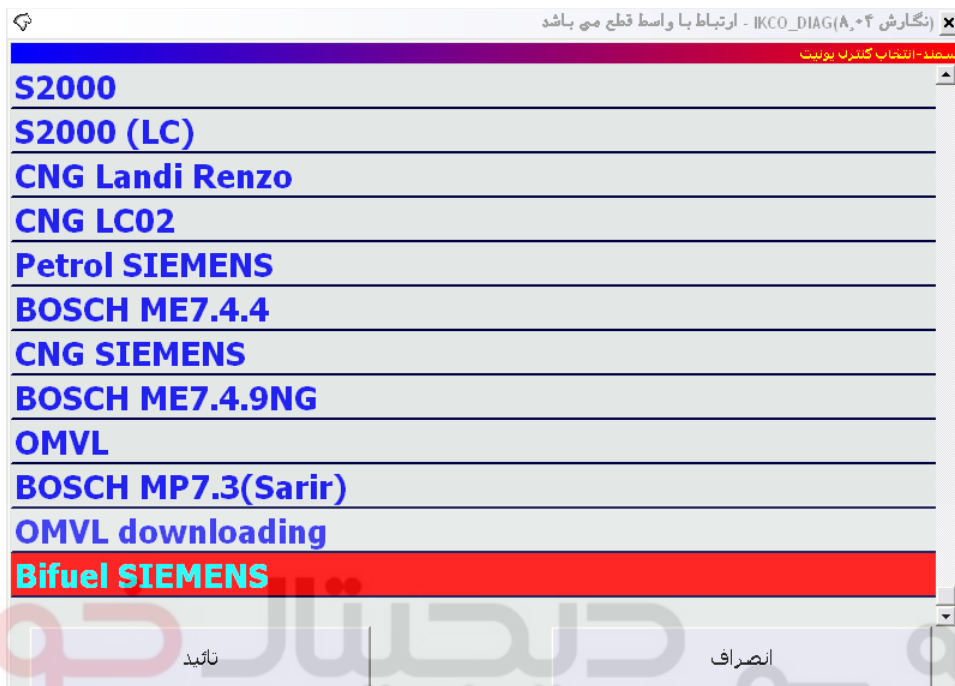 (نگارش ۸٫۰۴)IKCO_DIAG - ارتباط با واسط قطع می باشد
سمند-انتخاب کنترل یونیت
S2000
S2000 (LC)
CNG Landi Renzo
CNG LC02
Petrol SIEMENS
BOSCH ME7.4.4
CNG SIEMENS
BOSCH ME7.4.9NG
OMVL
BOSCH MP7.3(Sarir)
OMVL downloading
Bifuel SIEMENS
دیجیتال خو
انصراف
تائید